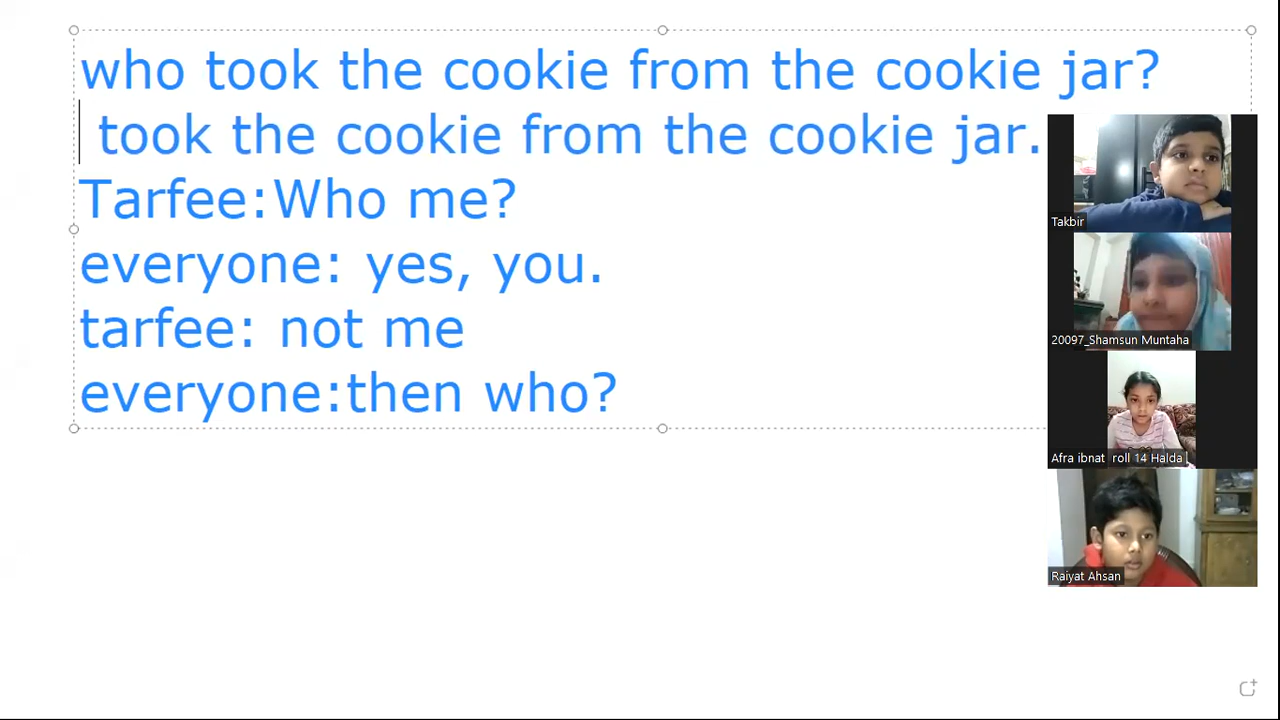 who took the cookie from the cookie jar?
took the cookie from the cookie jar.
Tarfee:Who me?
everyone: yes, you.
tarfee: not me
everyone:then who?
Takbir
20097_Shamsun Muntaha
Afra ibnat roll 14 Halda
Raiyat Ahsan